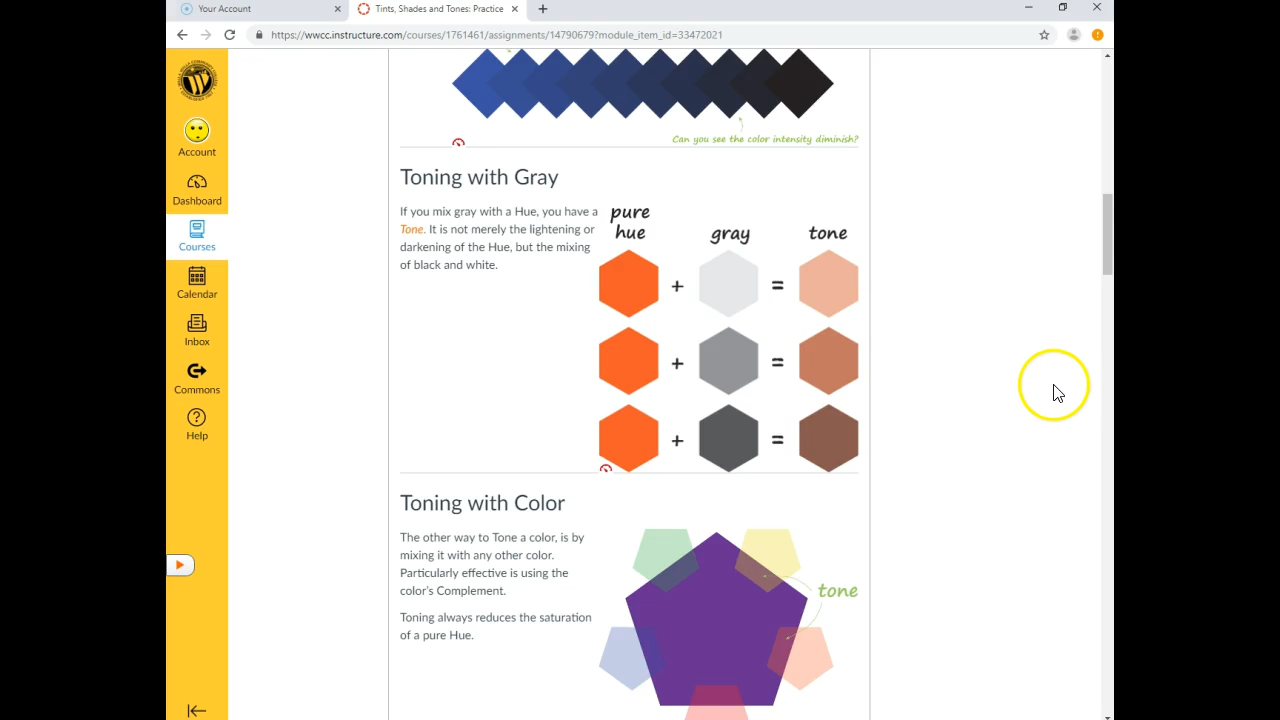 Your Account
Tints, Shades and Tones: Practice
https://wwcc.instructure.com/courses/1761461/assignments/14790679?module_item_id=33472021
Account
Dashboard
Courses
Calendar
Inbox
Commons
Help
Can you see the color intensity diminish?
Toning with Gray
If you mix gray with a Hue, you have a
Tone. It is not merely the lightening or
darkening of the Hue, but the mixing
of black and white.
pure
hue
gray
tone
+
=
+
=
+
=
Toning with Color
The other way to Tone a color, is by
mixing it with any other color.
Particularly effective is using the
color's Complement.
Toning always reduces the saturation
of a pure Hue.
tone